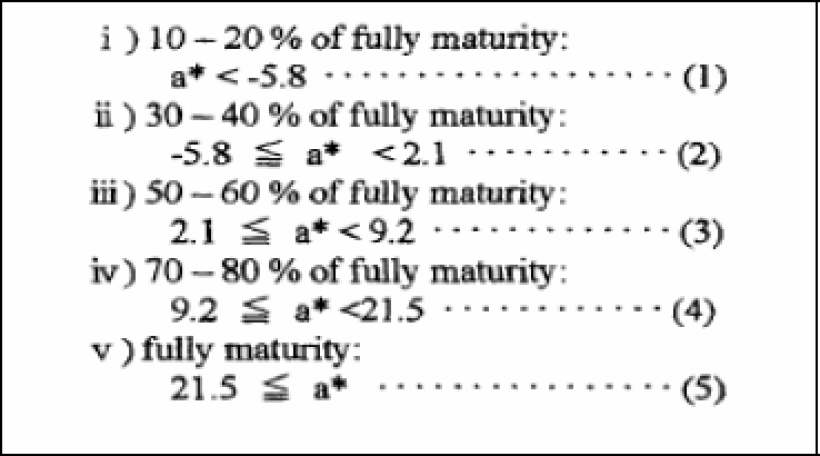 i ) 10 – 20 % of fully maturity:
a* < -5.8 ··················· (1)
ii ) 30 – 40 % of fully maturity:
-5.8 ≦ a* < 2.1 ··········· (2)
iii ) 50 – 60 % of fully maturity:
2.1 ≦ a* < 9.2 ············· (3)
iv ) 70 – 80 % of fully maturity:
9.2 ≦ a* <21.5 ············ (4)
v ) fully maturity:
21.5 ≦ a* ················ (5)